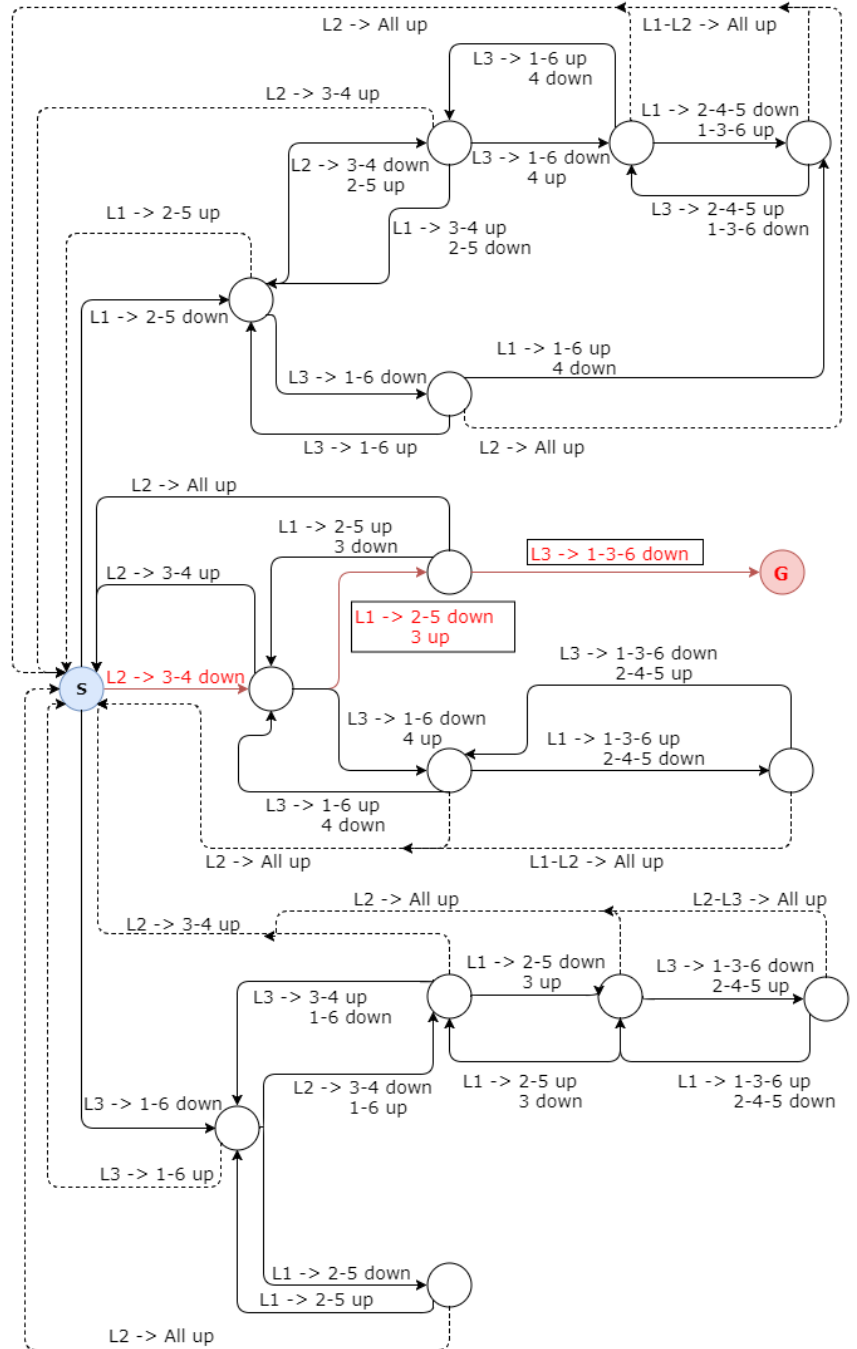 L2 -> All up
L1-L2 -> All up
L3 -> 1-6 up
4 down
L2 -> 3-4 up
L1 -> 2-4-5 down
1-3-6 up
L2 -> 3-4 down
2-5 up
L3 -> 1-6 down
4 up
L1 -> 2-5 up
L1 -> 3-4 up
2-5 down
L3 -> 2-4-5 up
1-3-6 down
L1 -> 2-5 down
L1 -> 1-6 up
4 down
L3 -> 1-6 down
L3 -> 1-6 up
L2 -> All up
L2 -> All up
L1 -> 2-5 up
3 down
L3 -> 1-3-6 down
G
L2 -> 3-4 up
L1 -> 2-5 down
3 up
L3 -> 1-3-6 down
2-4-5 up
S
L2 -> 3-4 down
L3 -> 1-6 down
4 up
L1 -> 1-3-6 up
2-4-5 down
L3 -> 1-6 up
4 down
L2 -> All up
L1-L2 -> All up
L2 -> All up
L2-L3 -> All up
L2 -> 3-4 up
L1 -> 2-5 down
3 up
L3 -> 1-3-6 down
2-4-5 up
L3 -> 3-4 up
1-6 down
L2 -> 3-4 down
1-6 up
L1 -> 2-5 up
3 down
L1 -> 1-3-6 up
2-4-5 down
L3 -> 1-6 down
L3 -> 1-6 up
L1 -> 2-5 down
L1 -> 2-5 up
L2 -> All up